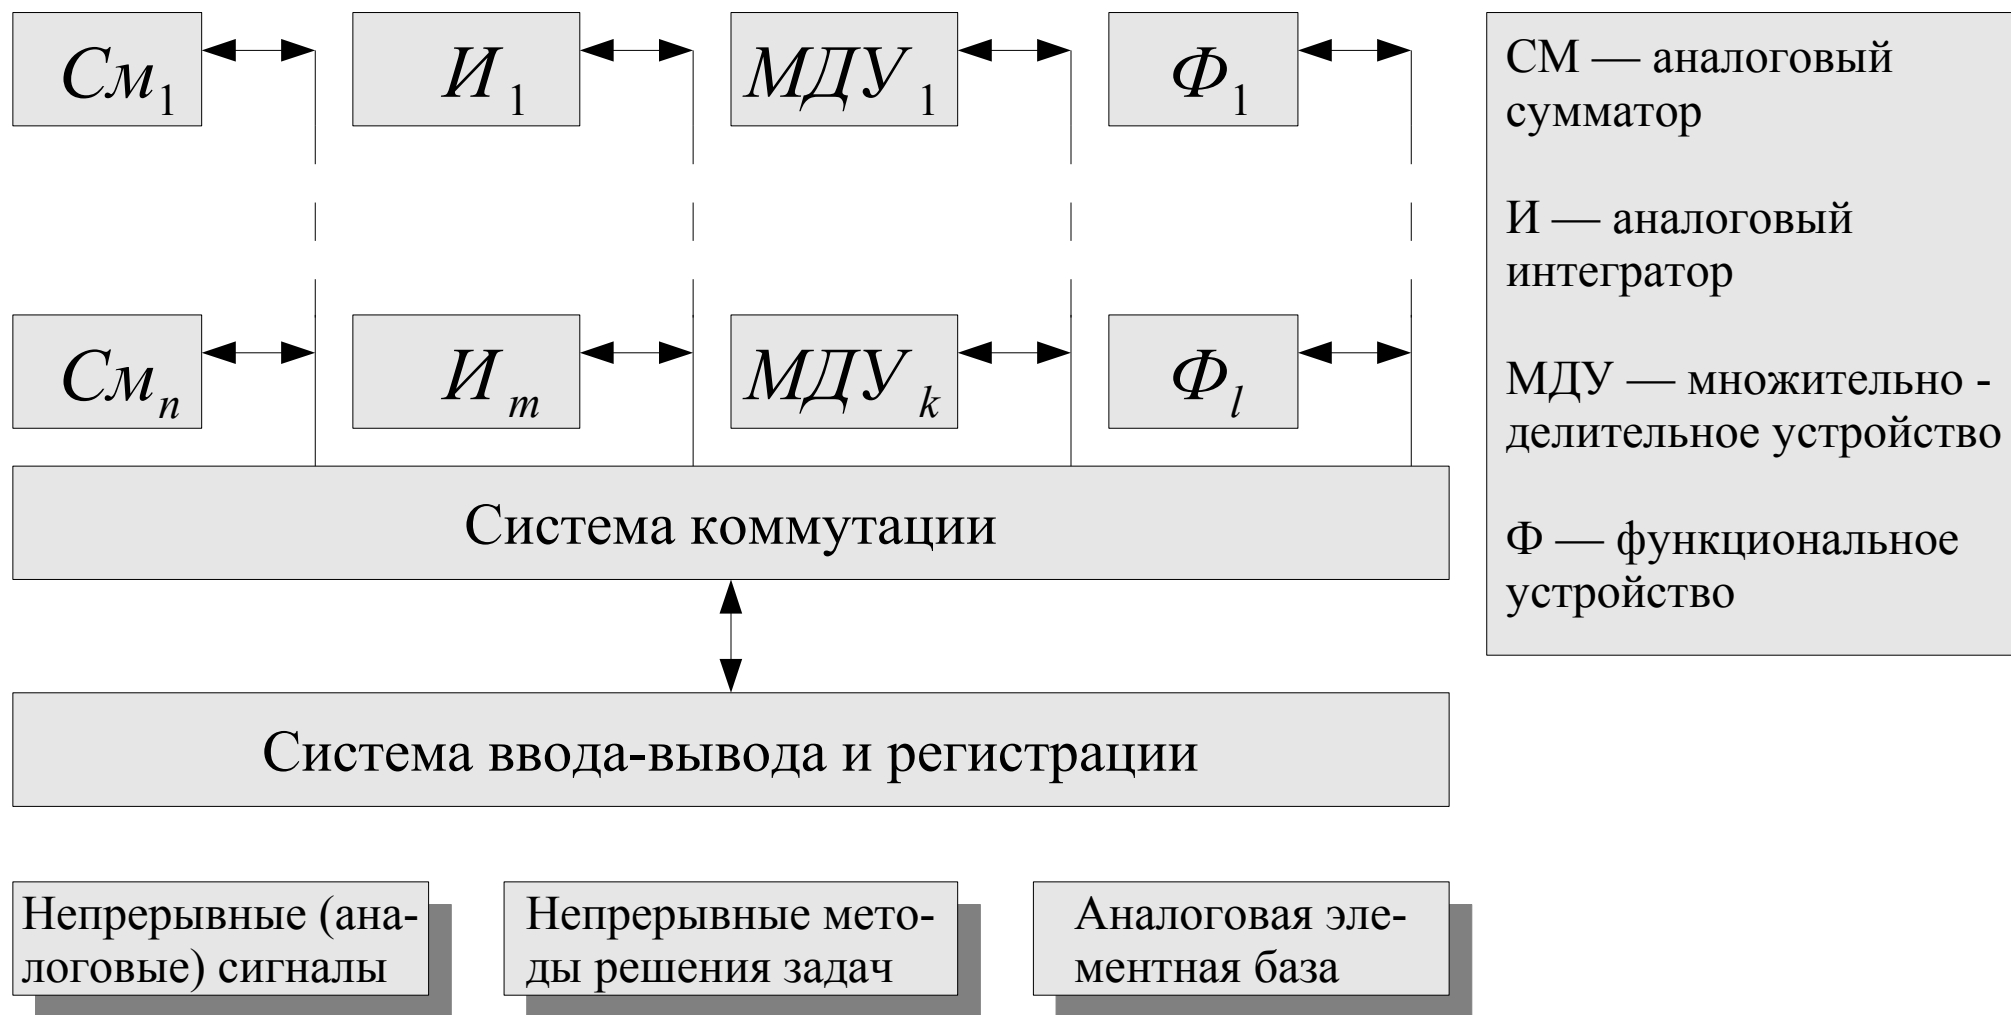 См1
И1
МДУ1
Ф1
Смn
Иm
МДУk
Фl
Система коммутации
Система ввода-вывода и регистрации
СМ — аналоговый
сумматор
И — аналоговый
интегратор
МДУ — множительно -
делительное устройство
Ф — функциональное
устройство
Непрерывные (ана-
логовые) сигналы
Непрерывные мето-
ды решения задач
Аналоговая эле-
ментная база